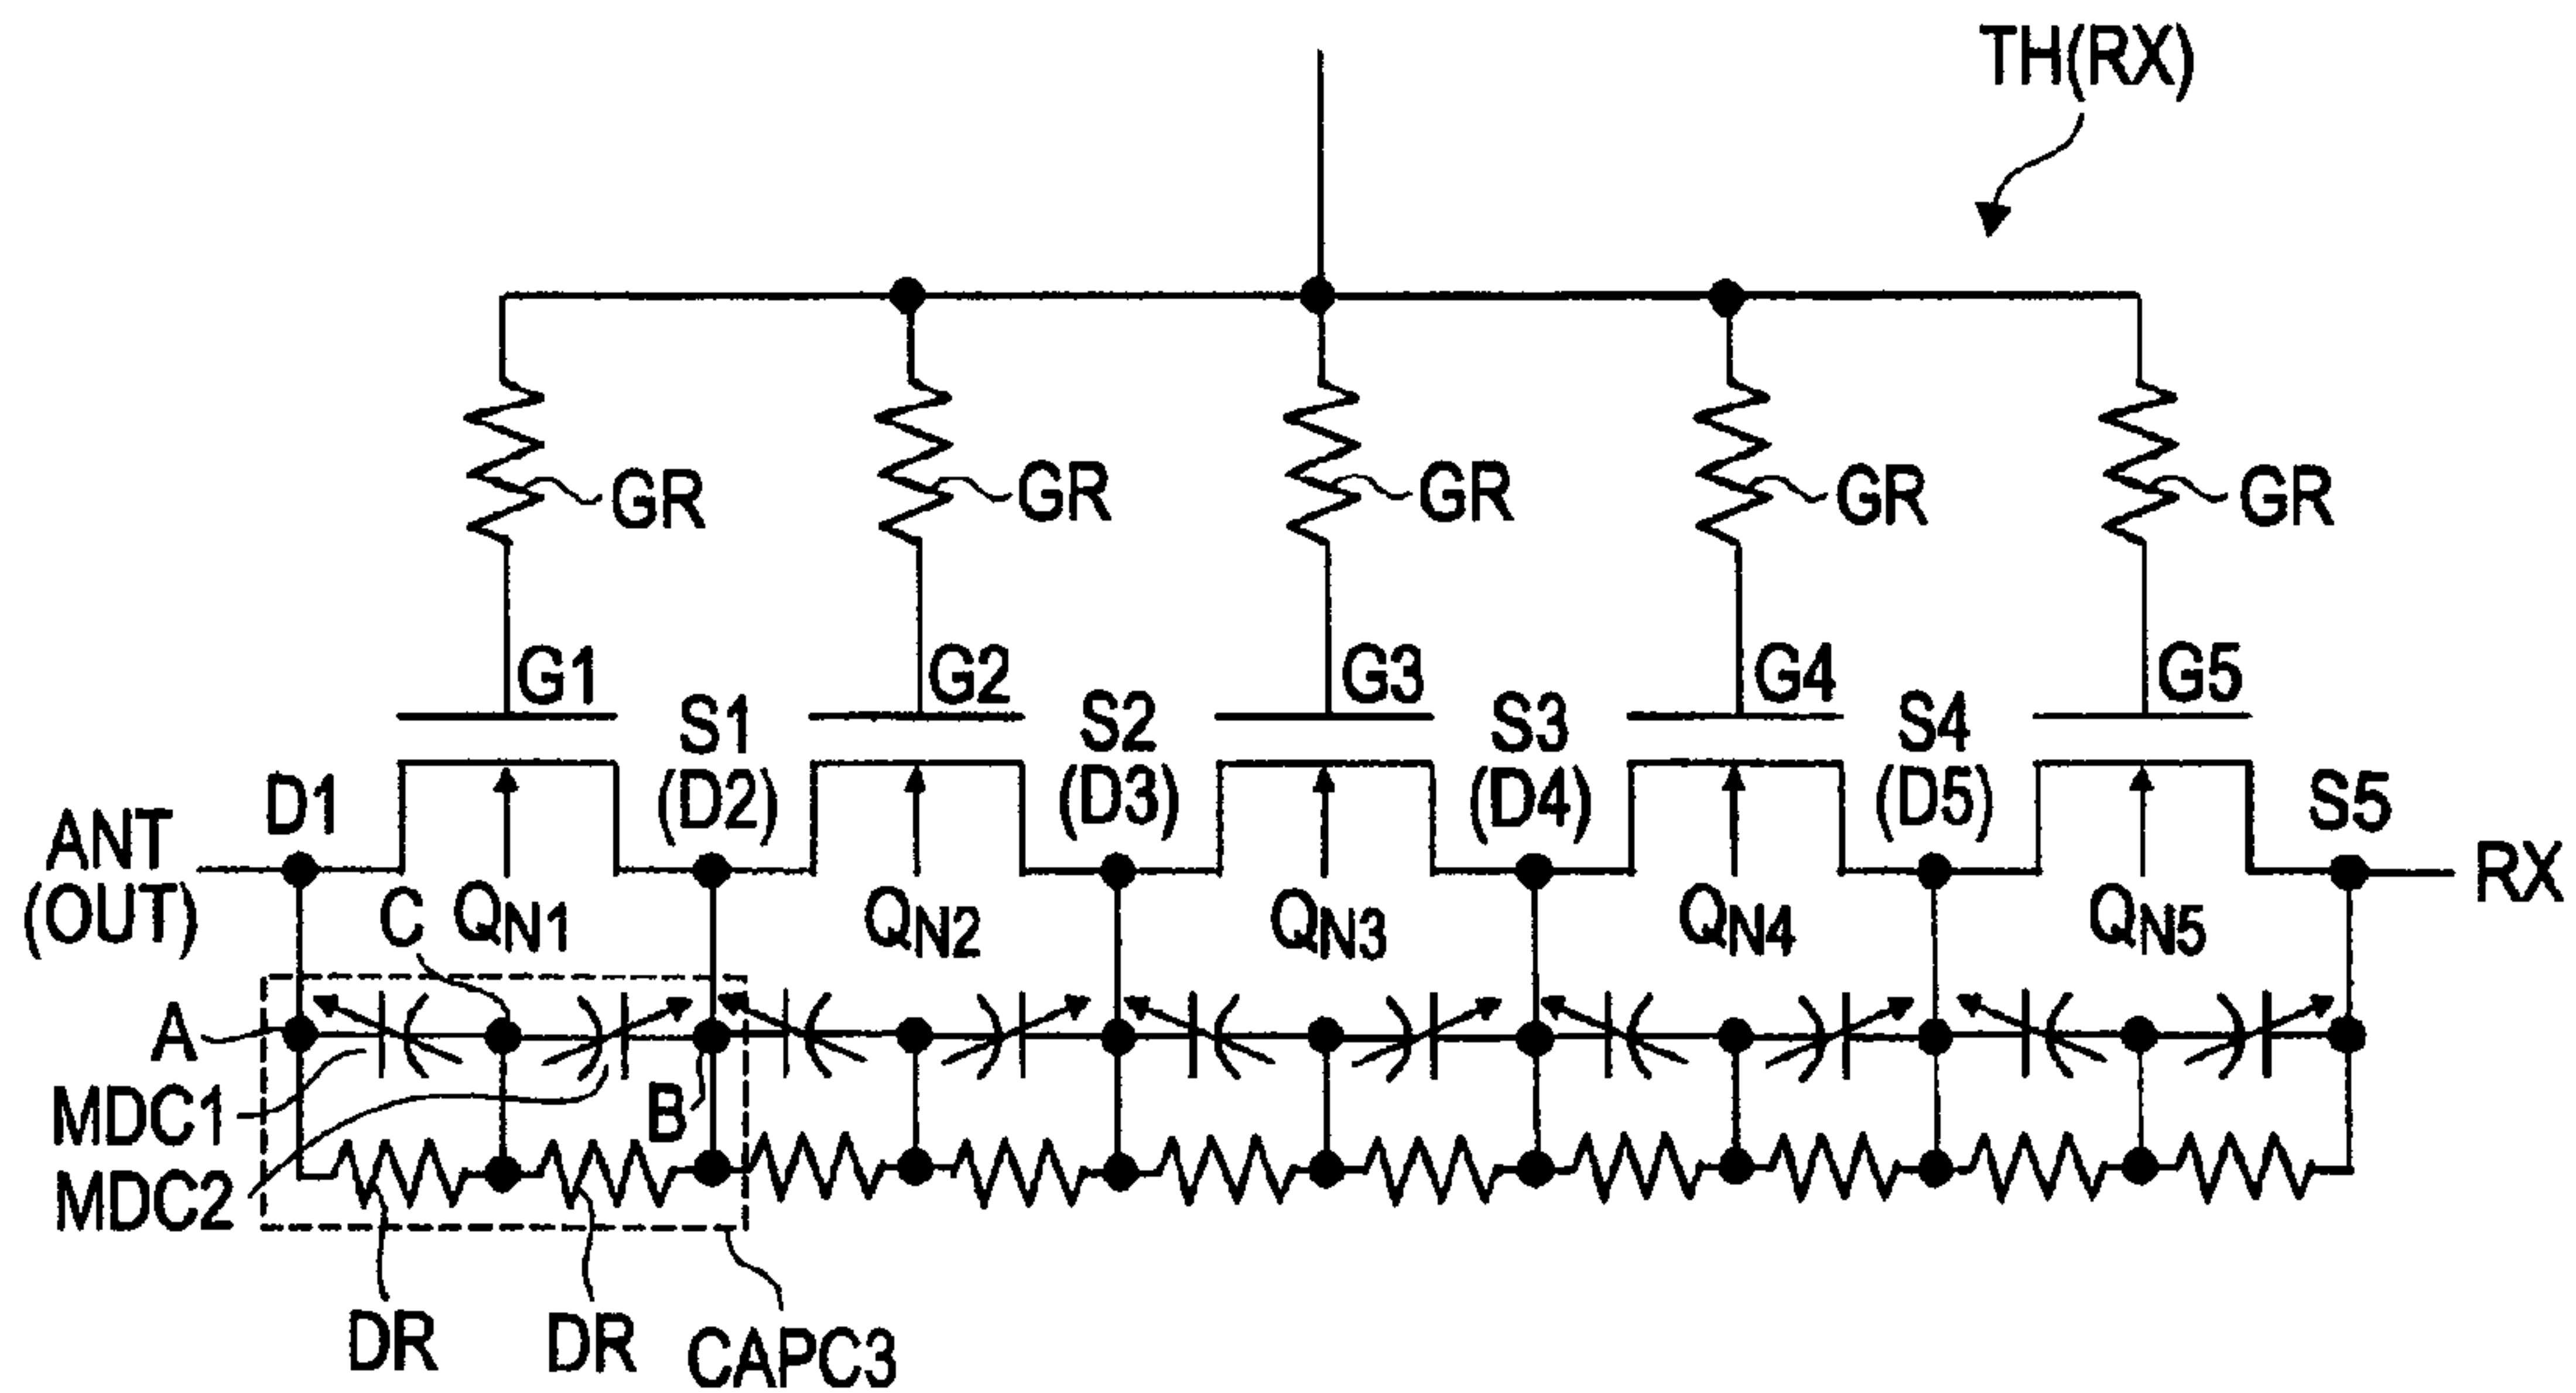 TH(RX)
GR
GR
GR
GR
GR
G1
G2
G3
G4
G5
S1
(D2)
S2
(D3)
S3
(D4)
S4
(D5)
D1
S5
ANT
(OUT)
RX
C
QN1
QN2
QN3
QN4
QN5
A
MDC1
B
MDC2
DR
DR
CAPC3